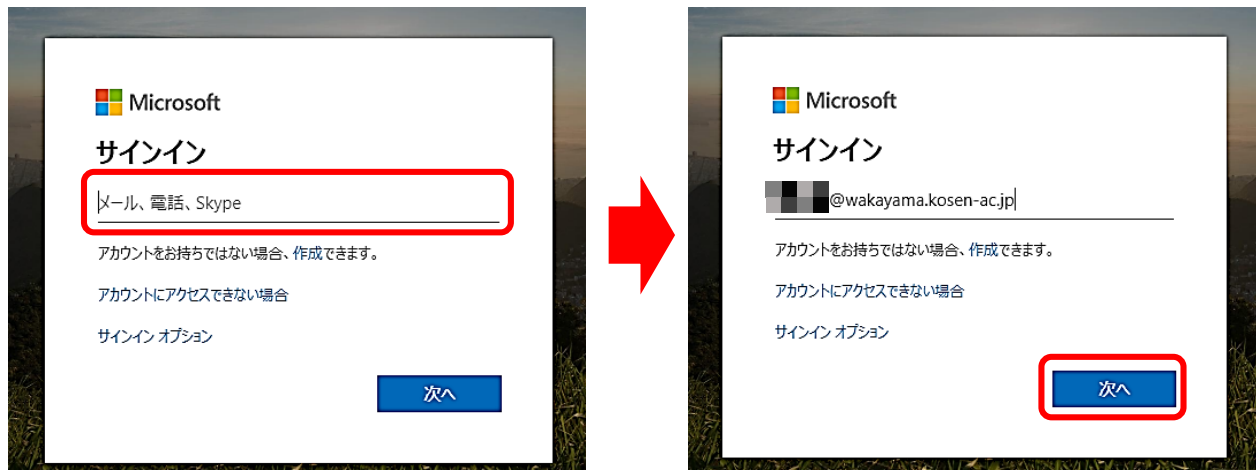 Microsoft
サインイン
メール、電話、Skype
アカウントをお持ちではない場合、作成できます。
アカウントにアクセスできない場合
サインイン オプション
次へ
Microsoft
サインイン
@wakayama.kosen-ac.jp
アカウントをお持ちではない場合、作成できます。
アカウントにアクセスできない場合
サインイン オプション
次へ